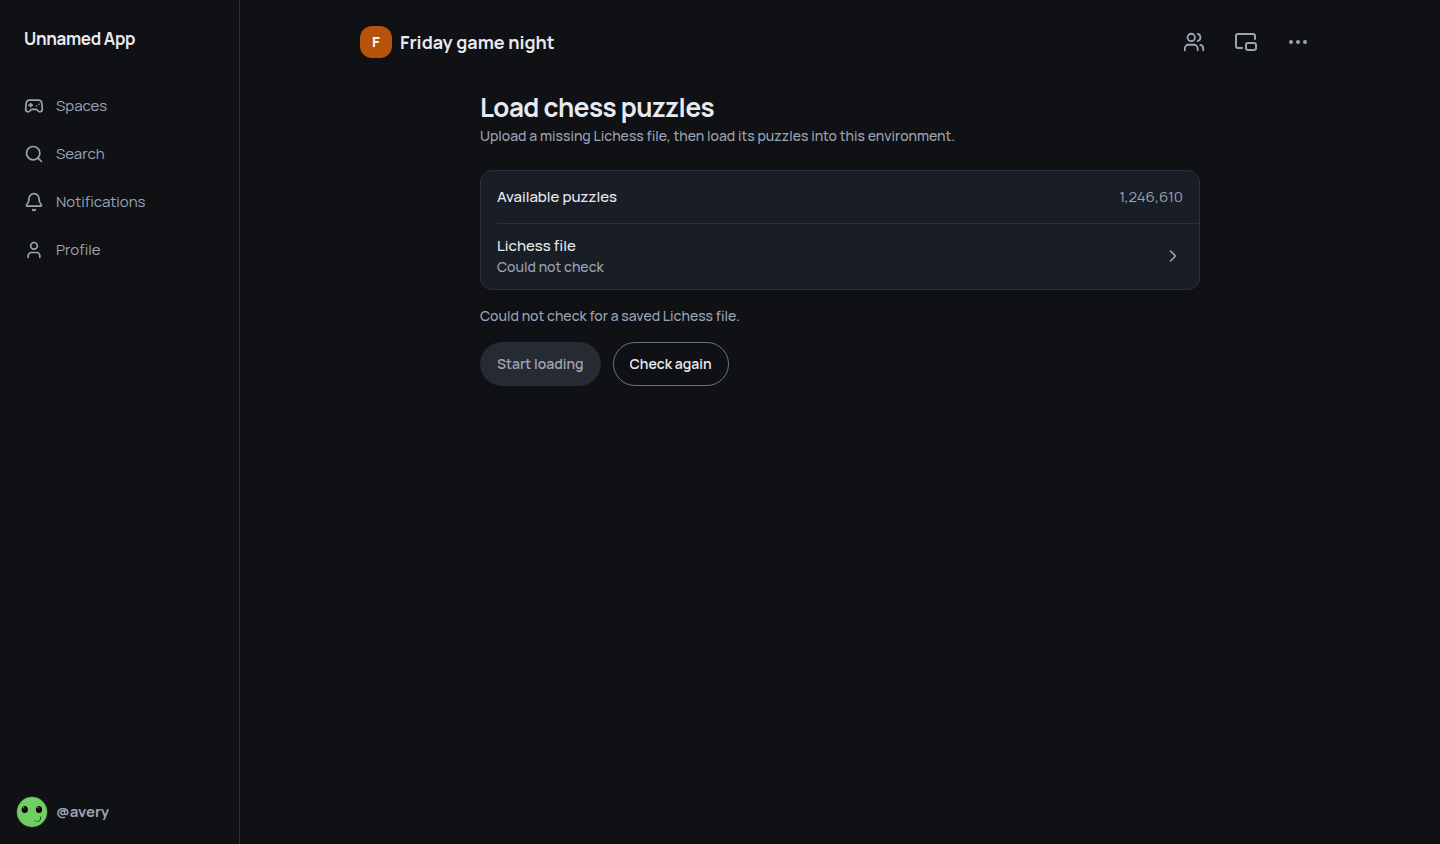 Unnamed App
Spaces
Search
Notifications
Profile
@avery
F
Friday game night
Load chess puzzles
Upload a missing Lichess file, then load its puzzles into this environment.
Available puzzles
1,246,610
Lichess file
Could not check
Could not check for a saved Lichess file.
Start loading
Check again